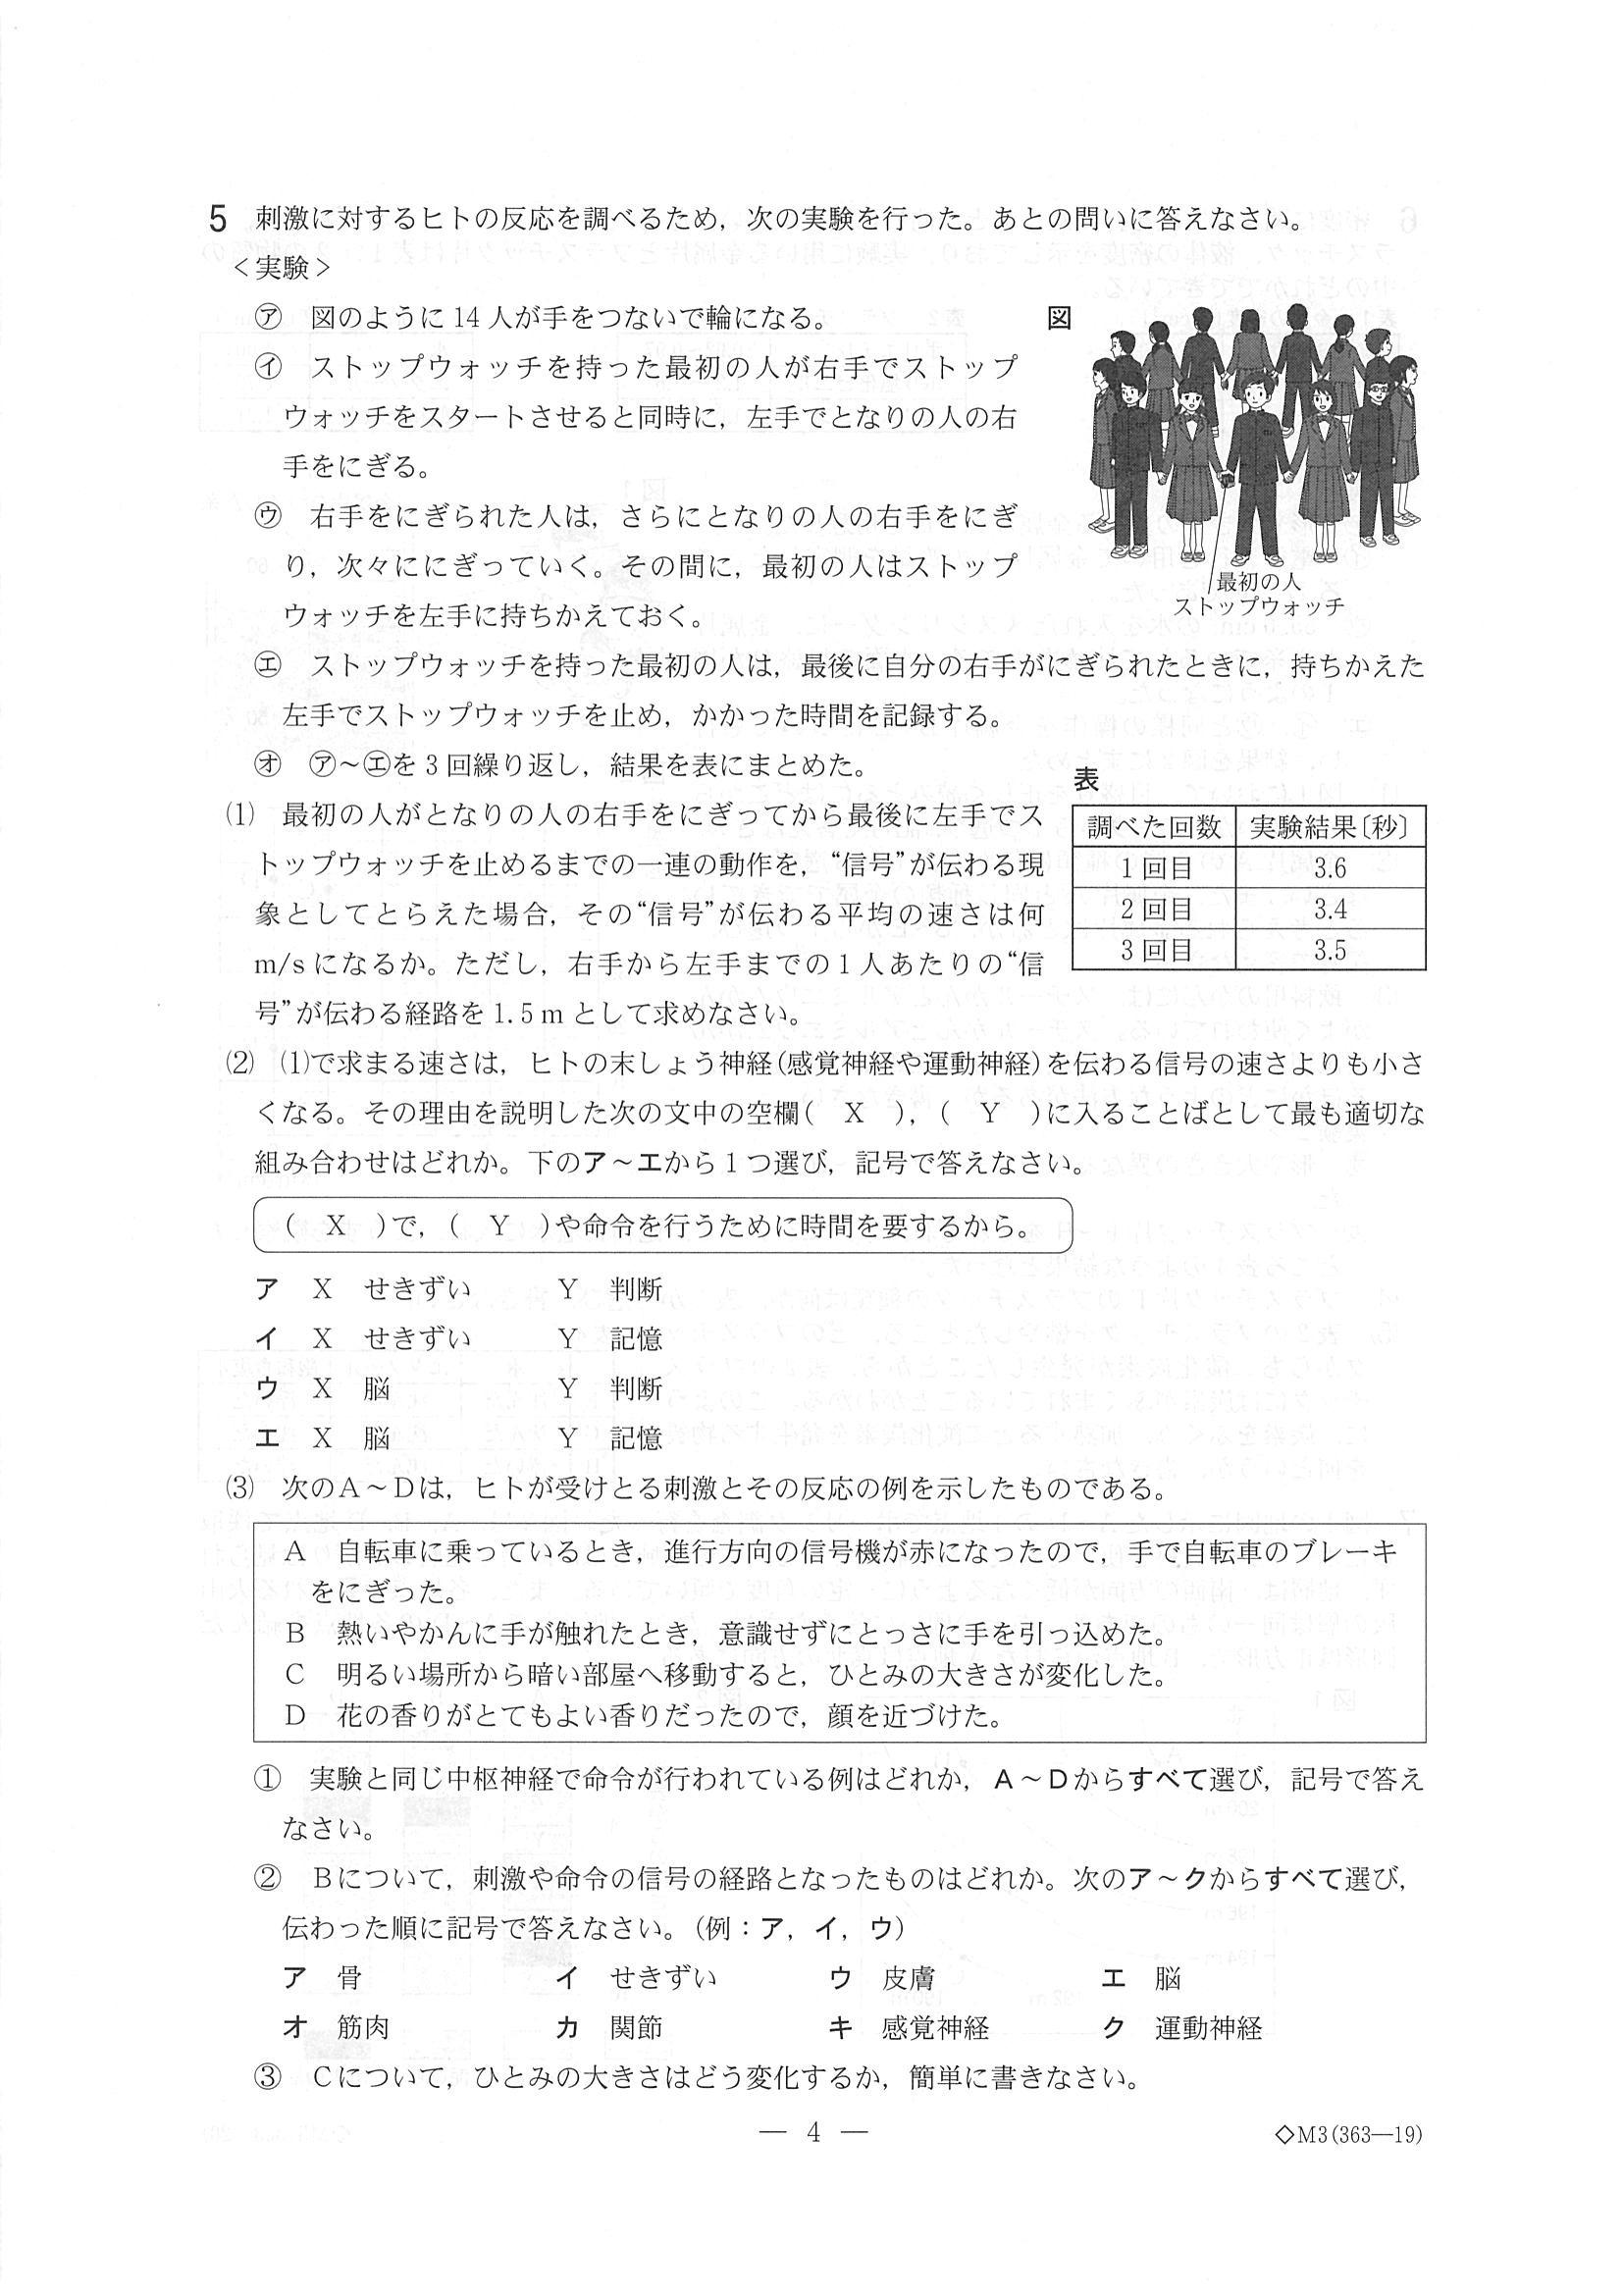 5 刺激に対するヒトの反応を調べるため，次の実験を行った。あとの問いに答えなさい。
＜実験＞
㋐ 図のように14人が手をつないで輪になる。
㋑ ストップウォッチを持った最初の人が右手でストップ
ウォッチをスタートさせると同時に，左手でとなりの人の右
手をにぎる。
㋒ 右手をにぎられた人は，さらにとなりの人の右手をにぎ
り，次々ににぎっていく。その間に，最初の人はストップ
ウォッチを左手に持ちかえておく。
図
最初の人
ストップウォッチ
㋓ ストップウォッチを持った最初の人は，最後に自分の右手がにぎられたときに，持ちかえた
左手でストップウォッチを止め，かかった時間を記録する。
㋔ ㋐～㋓を3回繰り返し，結果を表にまとめた。
(1) 最初の人がとなりの人の右手をにぎってから最後に左手でス
トップウォッチを止めるまでの一連の動作を，“信号”が伝わる現
象としてとらえた場合，その“信号”が伝わる平均の速さは何
m/sになるか。ただし，右手から左手までの1人あたりの“信
号”が伝わる経路を1.5mとして求めなさい。
表
調べた回数 実験結果〔秒〕
1回目 3.6
2回目 3.4
3回目 3.5
(2) (1)で求まる速さは，ヒトの末しょう神経(感覚神経や運動神経)を伝わる信号の速さよりも小さ
くなる。その理由を説明した次の文中の空欄( X )，( Y )に入ることばとして最も適切な
組み合わせはどれか。下のア～エから1つ選び，記号で答えなさい。
( X )で，( Y )や命令を行うために時間を要するから。
ア X せきずい Y 判断
イ X せきずい Y 記憶
ウ X 脳 Y 判断
エ X 脳 Y 記憶
(3) 次のA～Dは，ヒトが受けとる刺激とその反応の例を示したものである。
A 自転車に乗っているとき，進行方向の信号機が赤になったので，手で自転車のブレーキ
をにぎった。
B 熱いやかんに手が触れたとき，意識せずにとっさに手を引っ込めた。
C 明るい場所から暗い部屋へ移動すると，ひとみの大きさが変化した。
D 花の香りがとてもよい香りだったので，顔を近づけた。
① 実験と同じ中枢神経で命令が行われている例はどれか，A～Dからすべて選び，記号で答え
なさい。
② Bについて，刺激や命令の信号の経路となったものはどれか。次のア～クからすべて選び，
伝わった順に記号で答えなさい。(例：ア，イ，ウ)
ア 骨 イ せきずい ウ 皮膚 エ 脳
オ 筋肉 カ 関節 キ 感覚神経 ク 運動神経
③ Cについて，ひとみの大きさはどう変化するか，簡単に書きなさい。
— 4 —
◇M3(363—19)